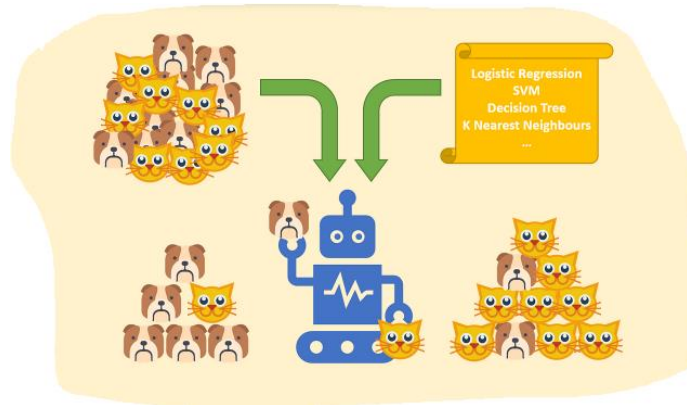 Logistic Regression
SVM
Decision Tree
K Nearest Neighbours
...